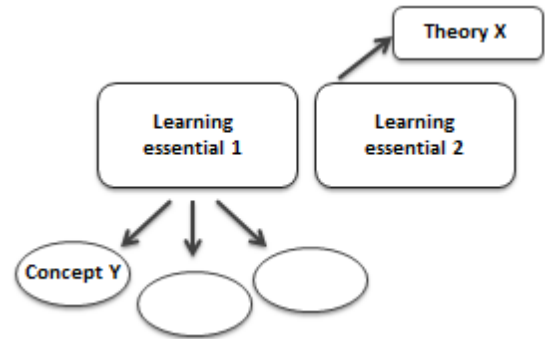 Theory X
Learning
essential 1
Learning
essential 2
Concept Y